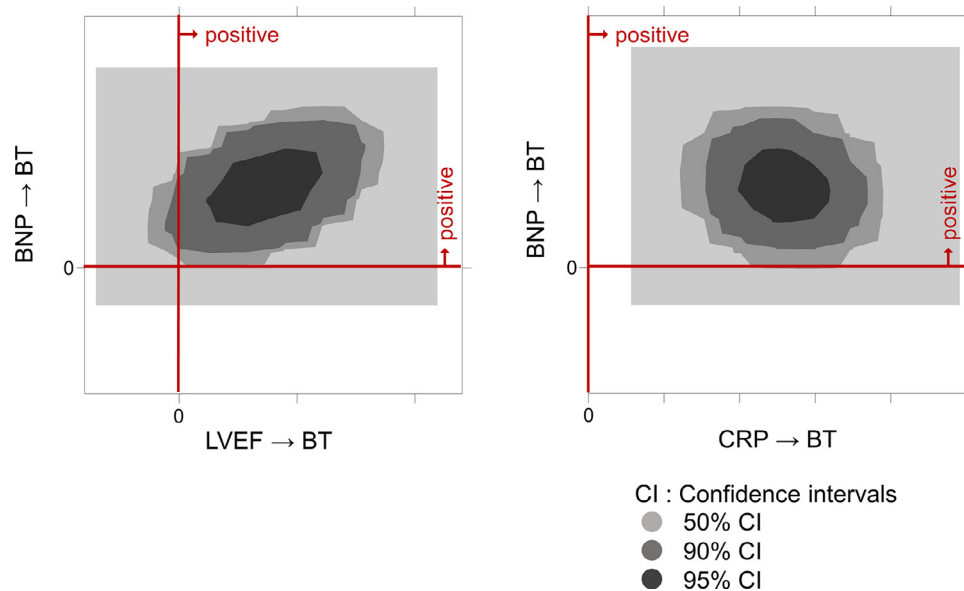 positive
BNP → BT
positive
0
0
LVEF → BT
positive
BNP → BT
positive
0
0
CRP → BT
CI : Confidence intervals
50% CI
90% CI
95% CI